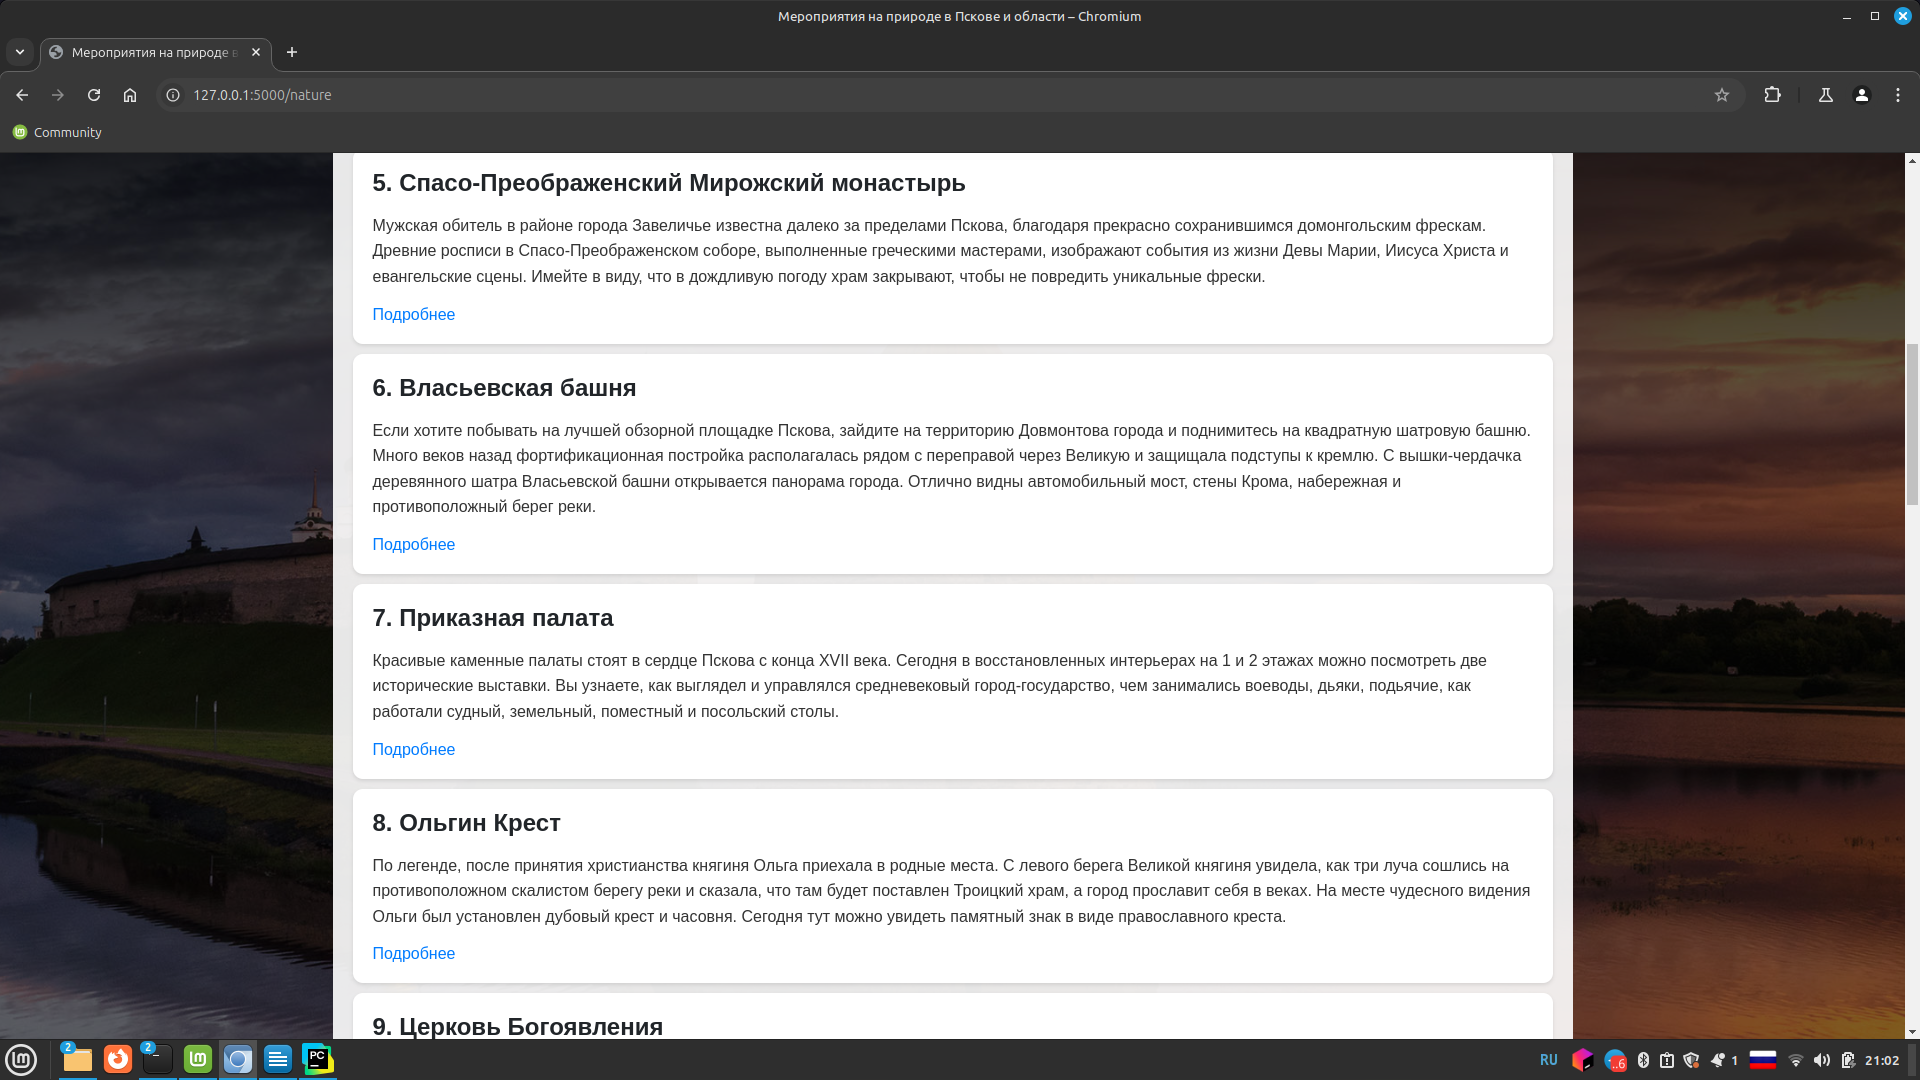 Мероприятия на природе в Пскове и области – Chromium
Мероприятия на природе в
127.0.0.1:5000/nature
Community
5. Спасо-Преображенский Мирожский монастырь
Мужская обитель в районе города Завеличье известна далеко за пределами Пскова, благодаря прекрасно сохранившимся домонгольским фрескам.
Древние росписи в Спасо-Преображенском соборе, выполненные греческими мастерами, изображают события из жизни Девы Марии, Иисуса Христа и
евангельские сцены. Имейте в виду, что в дождливую погоду храм закрывают, чтобы не повредить уникальные фрески.
Подробнее
6. Власьевская башня
Если хотите побывать на лучшей обзорной площадке Пскова, зайдите на территорию Довмонтова города и поднимитесь на квадратную шатровую башню.
Много веков назад фортификационная постройка располагалась рядом с переправой через Великую и защищала подступы к кремлю. С вышки-чердачка
деревянного шатра Власьевской башни открывается панорама города. Отлично видны автомобильный мост, стены Крома, набережная и
противоположный берег реки.
Подробнее
7. Приказная палата
Красивые каменные палаты стоят в сердце Пскова с конца XVII века. Сегодня в восстановленных интерьерах на 1 и 2 этажах можно посмотреть две
исторические выставки. Вы узнаете, как выглядел и управлялся средневековый город-государство, чем занимались воеводы, дьяки, подьячие, как
работали судный, земельный, поместный и посольский столы.
Подробнее
8. Ольгин Крест
По легенде, после принятия христианства княгиня Ольга приехала в родные места. С левого берега Великой княгиня увидела, как три луча сошлись на
противоположном скалистом берегу реки и сказала, что там будет поставлен Троицкий храм, а город прославит себя в веках. На месте чудесного видения
Ольги был установлен дубовый крест и часовня. Сегодня тут можно увидеть памятный знак в виде православного креста.
Подробнее
9. Церковь Богоявления
2
2
PC
RU
..6
1
21:02